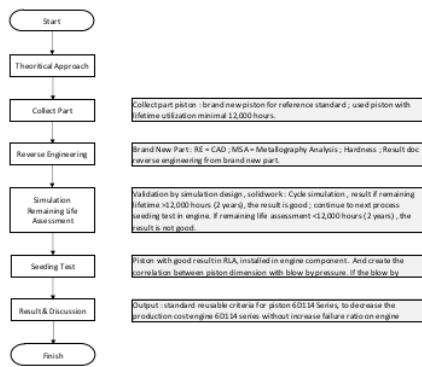 Start
Theoritical Approach
Collect Part
Collect part piston : brand new piston for reference standard ; used piston with
lifetime utilization minimal 12,000 hours.
Reverse Engineering
Brand New Part : RE = CAD ; MSA = Metallography Analysis ; Hardness ; Result doc
reverse engineering from brand new part.
Simulation
Remaining Life
Assessment
Validation by simulation design , solidwork : Cycle simulation , result if remaining
lifetime >12,000 hours (2 years) , the result is good ; continue to next process
seeding test in engine. If remaining life assessment <12,000 hours (2 years) , the
result is not good.
Seeding Test
Piston with good result in RLA, installed in engine component. And create the
correlation between piston dimension with blow by pressure. If the blow by
Result & Discussion
Output : standard reusable criteria for piston 6D114 Series, to decrease the
production cost engine 6D114 series without increase failure ratio on engine
Finish